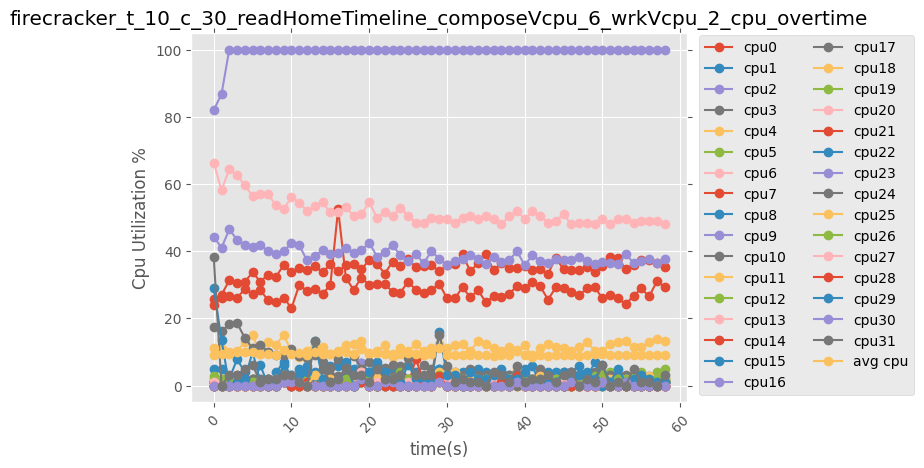 firecracker_t_10_c_30_readHomeTimeline_composeVcpu_6_wrkVcpu_2_cpu_overtime
100
80
60
40
20
0
Cpu Utilization %
0
10
20
30
40
50
60
time(s)
cpu0
cpu1
cpu2
cpu3
cpu4
cpu5
cpu6
cpu7
cpu8
cpu9
cpu10
cpu11
cpu12
cpu13
cpu14
cpu15
cpu16
cpu17
cpu18
cpu19
cpu20
cpu21
cpu22
cpu23
cpu24
cpu25
cpu26
cpu27
cpu28
cpu29
cpu30
cpu31
avg cpu